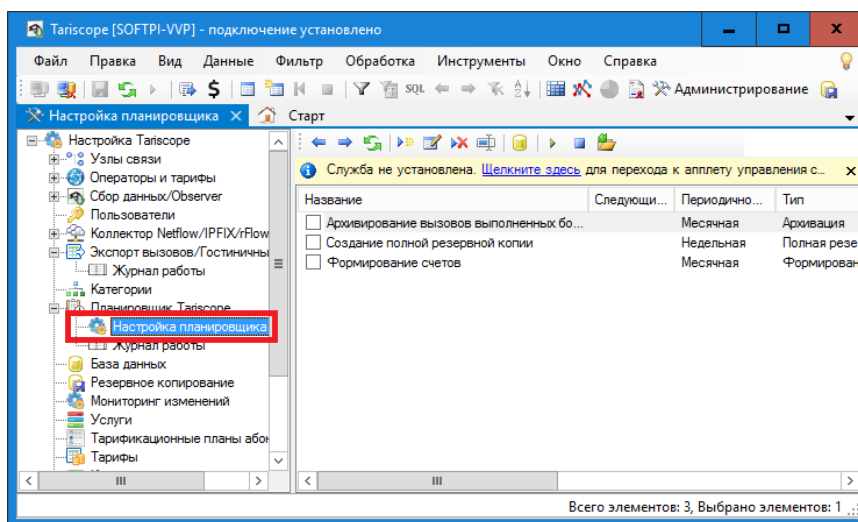 Tariscope [SOFTPI-VVP] - подключение установлено
Файл Правка Вид Данные Фильтр Обработка Инструменты Окно Справка
SQL Администрирование
Настройка планировщика Старт
Настройка Tariscope
Узлы связи
Операторы и тарифы
Сбор данных/Observer
Пользователи
Коллектор Netflow/IPFIX/rFlow
Экспорт вызовов/Гостиничны
Журнал работы
Категории
Планировщик Tariscope
Настройка планировщика
Журнал работы
База данных
Резервное копирование
Мониторинг изменений
Услуги
Тарификационные планы абон
Тарифы
Служба не установлена. Щелкните здесь для перехода к апплету управления с...
Название Следующи... Периодично... Тип
Архивирование вызовов выполненных бо... Месячная Архивация
Создание полной резервной копии Недельная Полная резе
Формирование счетов Месячная Формирован
Всего элементов: 3, Выбрано элементов: 1